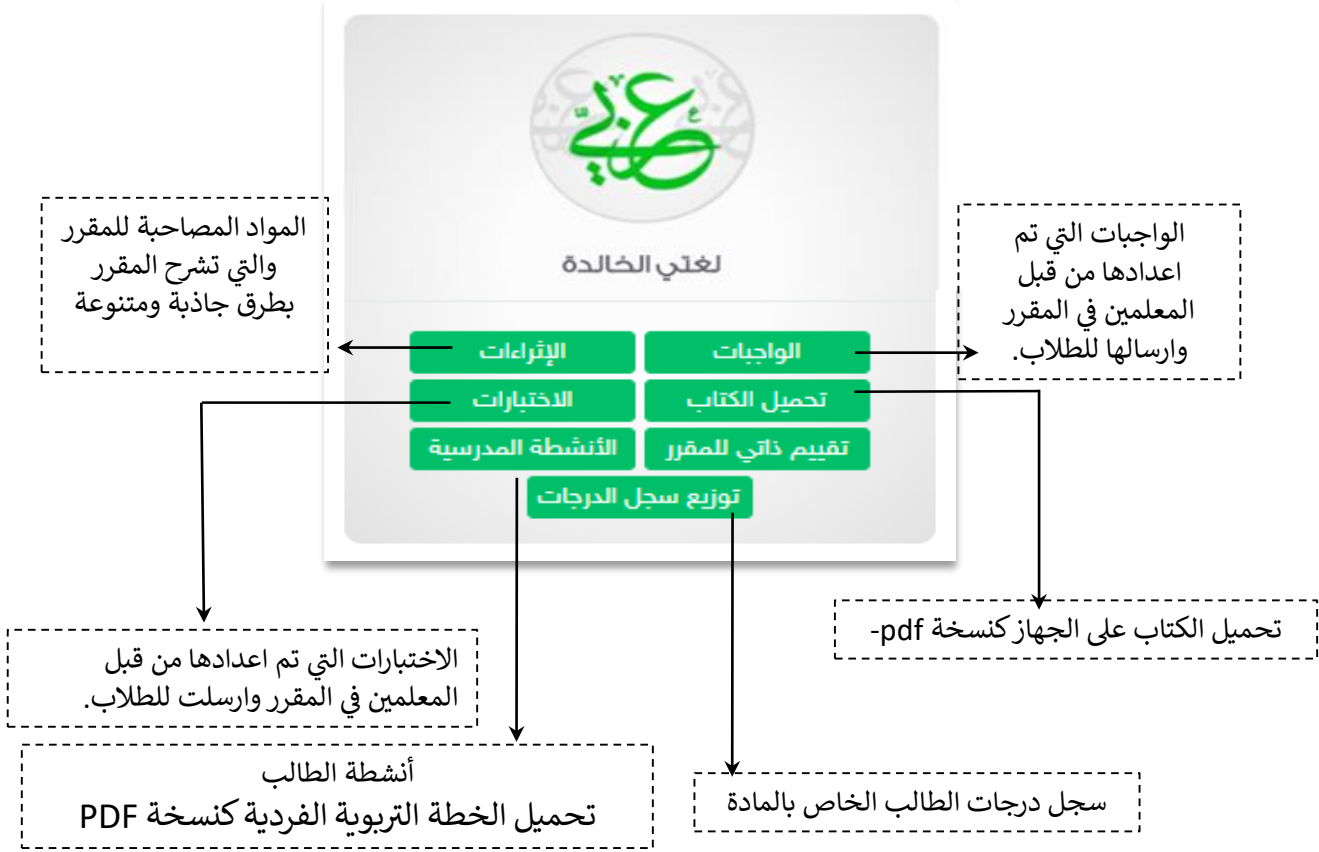 عربي
لغتي الخالدة
الواجبات
الإثراءات
تحميل الكتاب
الاختبارات
تقييم ذاتي للمقرر
الأنشطة المدرسية
توزيع سجل الدرجات
الواجبات التي تم
اعدادها من قبل
المعلمين في المقرر
وارسالها للطلاب.
المواد المصاحبة للمقرر
والتي تشرح المقرر
بطرق جاذبة ومتنوعة
تحميل الكتاب على الجهاز كنسخة pdf-
الاختبارات التي تم اعدادها من قبل
المعلمين في المقرر وارسلت للطلاب.
سجل درجات الطالب الخاص بالمادة
أنشطة الطالب
تحميل الخطة التربوية الفردية كنسخة PDF